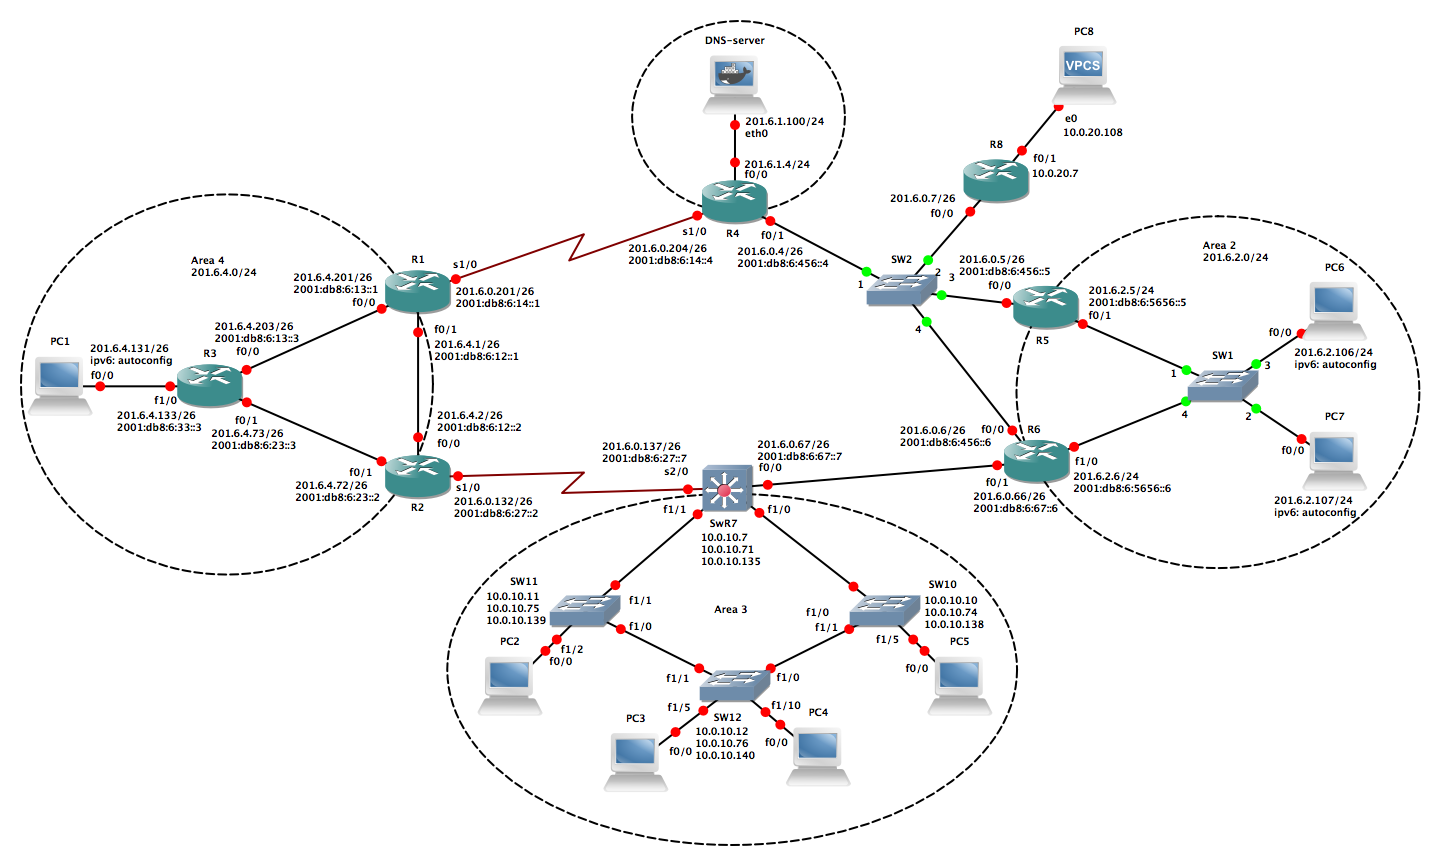 DNS-server
201.6.1.100/24
eth0
201.6.1.4/24
f0/0
R4
s1/0
201.6.0.204/26
2001:db8:6:14::4
f0/1
201.6.0.4/26
2001:db8:6:456::4
PC8
VPCS
e0
10.0.20.108
R8
f0/1
10.0.20.7
201.6.0.7/26
f0/0
SW2
1
2
3
4
201.6.0.5/26
2001:db8:6:456::5
f0/0
R5
201.6.2.5/24
2001:db8:6:5656::5
f0/1
Area 2
201.6.2.0/24
PC6
f0/0
201.6.2.106/24
ipv6: autoconfig
SW1
1
3
4
2
PC7
f0/0
201.6.2.107/24
ipv6: autoconfig
R6
f0/0
201.6.0.6/26
2001:db8:6:456::6
f1/0
201.6.2.6/24
2001:db8:6:5656::6
f0/1
201.6.0.66/26
2001:db8:6:67::6
Area 4
201.6.4.0/24
R1
201.6.4.201/26
2001:db8:6:13::1
f0/0
s1/0
201.6.0.201/26
2001:db8:6:14::1
f0/1
201.6.4.1/26
2001:db8:6:12::1
PC1
201.6.4.131/26
ipv6: autoconfig
f0/0
R3
201.6.4.203/26
2001:db8:6:13::3
f0/0
f1/0
201.6.4.133/26
2001:db8:6:33::3
f0/1
201.6.4.73/26
2001:db8:6:23::3
201.6.4.2/26
2001:db8:6:12::2
f0/0
f0/1
201.6.4.72/26
2001:db8:6:23::2
R2
s1/0
201.6.0.132/26
2001:db8:6:27::2
201.6.0.137/26
2001:db8:6:27::7
s2/0
201.6.0.67/26
2001:db8:6:67::7
f0/0
f1/1
f1/0
SwR7
10.0.10.7
10.0.10.71
10.0.10.135
Area 3
SW11
10.0.10.11
10.0.10.75
10.0.10.139
f1/1
f1/0
f1/2
PC2
f0/0
SW10
10.0.10.10
10.0.10.74
10.0.10.138
f1/0
f1/1
f1/5
PC5
f0/0
f1/1
f1/0
f1/5
f1/10
SW12
10.0.10.12
10.0.10.76
10.0.10.140
PC3
f0/0
PC4
f0/0